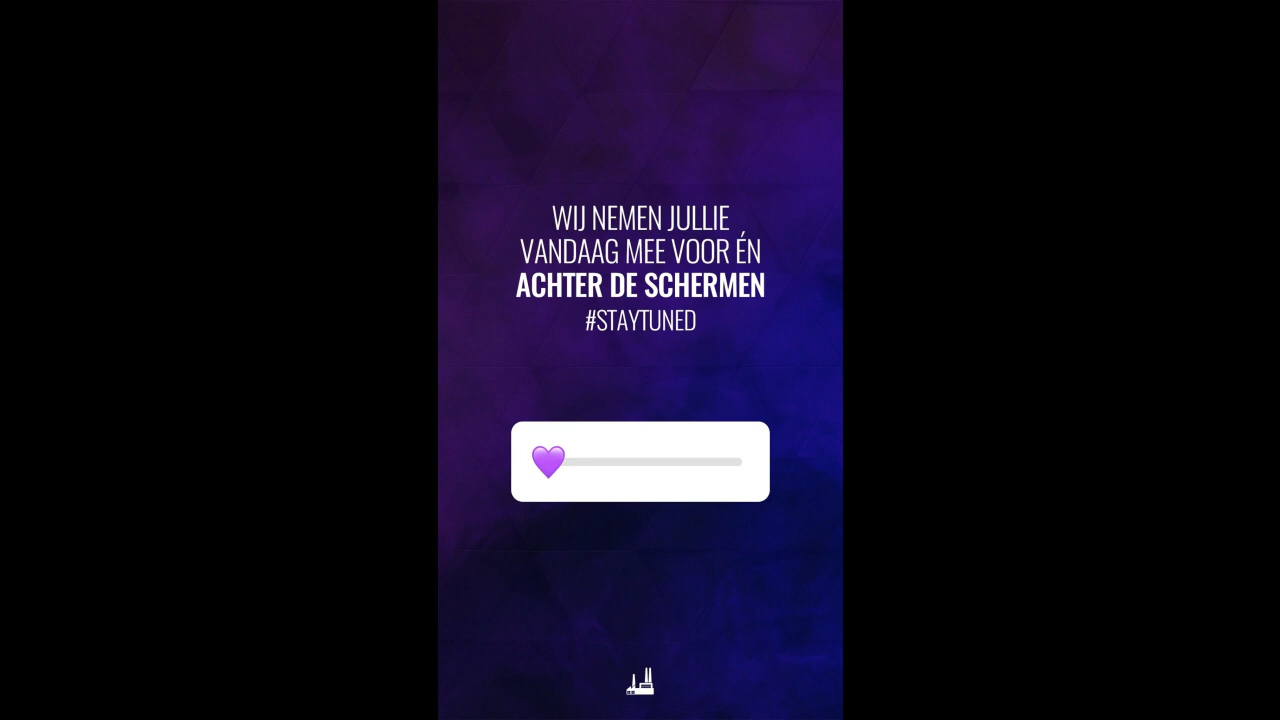 WIJ NEMEN JULLIE
VANDAAG MEE VOOR ÉN
ACHTER DE SCHERMEN
#STAYTUNED